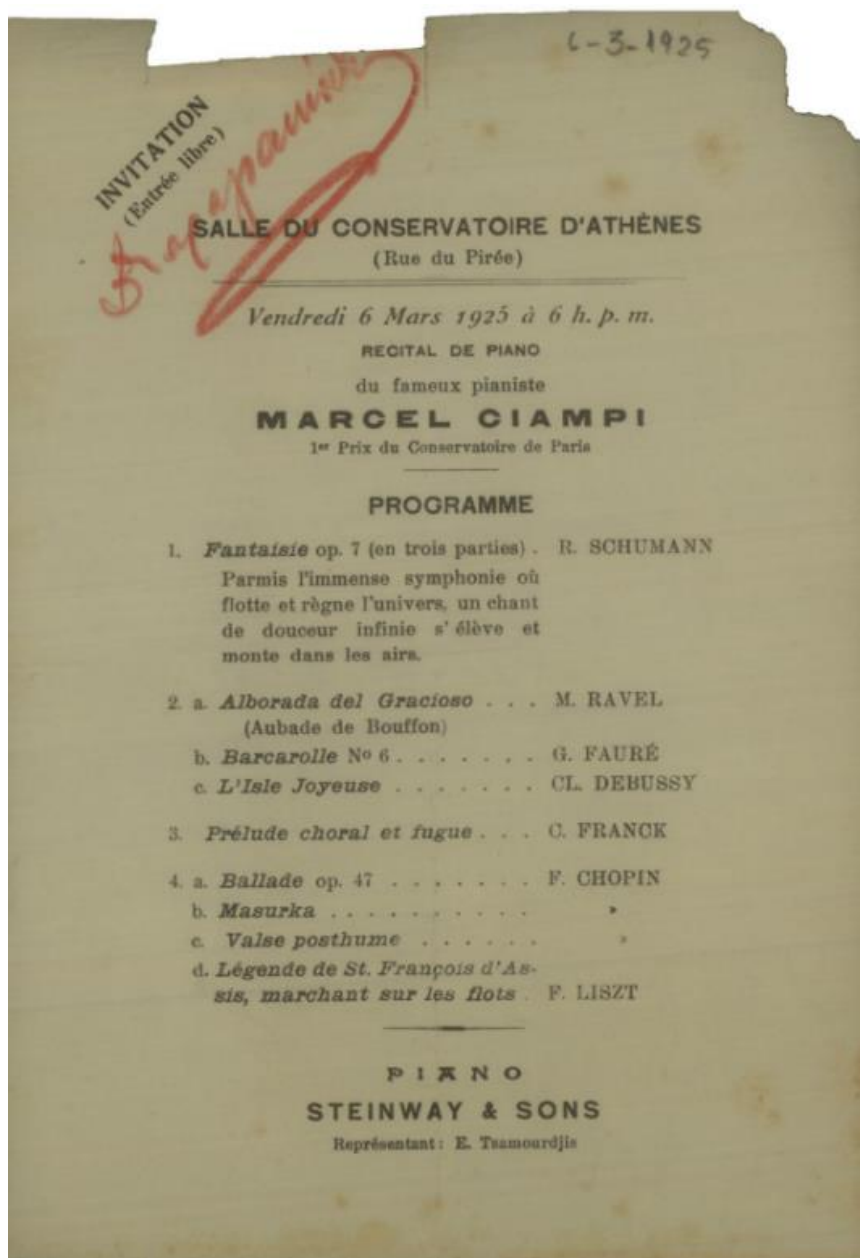 6-3-1925
INVITATION
(Entrée libre)
SALLE DU CONSERVATOIRE D'ATHÈNES
(Rue du Pirée)
Vendredi 6 Mars 1925 à 6 h. p. m.
RECITAL DE PIANO
du fameux pianiste
MARCEL CIAMPI
1er Prix du Conservatoire de Paris
PROGRAMME
1. Fantaisie op. 7 (en trois parties) . R. SCHUMANN
Parmis l'immense symphonie où
flotte et règne l'univers, un chant
de douceur infinie s' élève et
monte dans les airs.
2. a. Alborada del Gracioso . . . M. RAVEL
(Aubade de Bouffon)
b. Barcarolle No 6 . . . . . . . G. FAURÉ
c. L'Isle Joyeuse . . . . . . . CL. DEBUSSY
3. Prélude choral et fugue . . . C. FRANCK
4. a. Ballade op. 47 . . . . . . . F. CHOPIN
b. Masurka . . . . . . . . . . »
c. Valse posthume . . . . . . »
d. Légende de St. François d'As-
sis, marchant sur les flots . F. LISZT
PIANO
STEINWAY & SONS
Représentant : E. Tsamourdjis